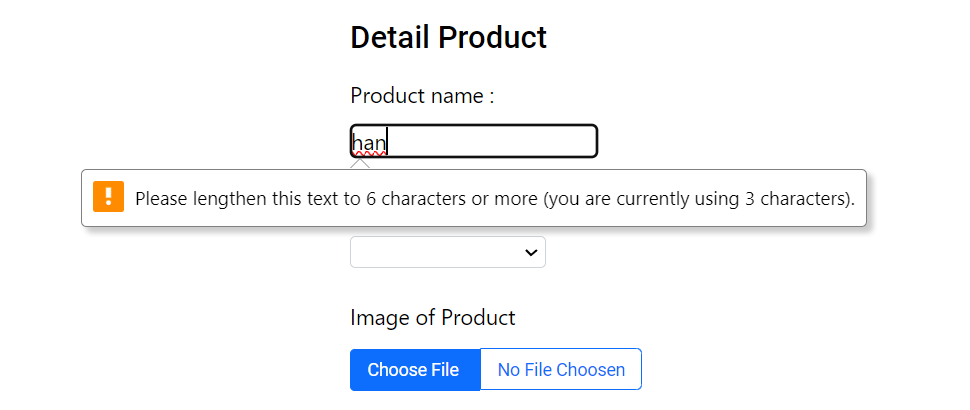 Detail Product
Product name :
han
Please lengthen this text to 6 characters or more (you are currently using 3 characters).
Image of Product
Choose File
No File Choosen